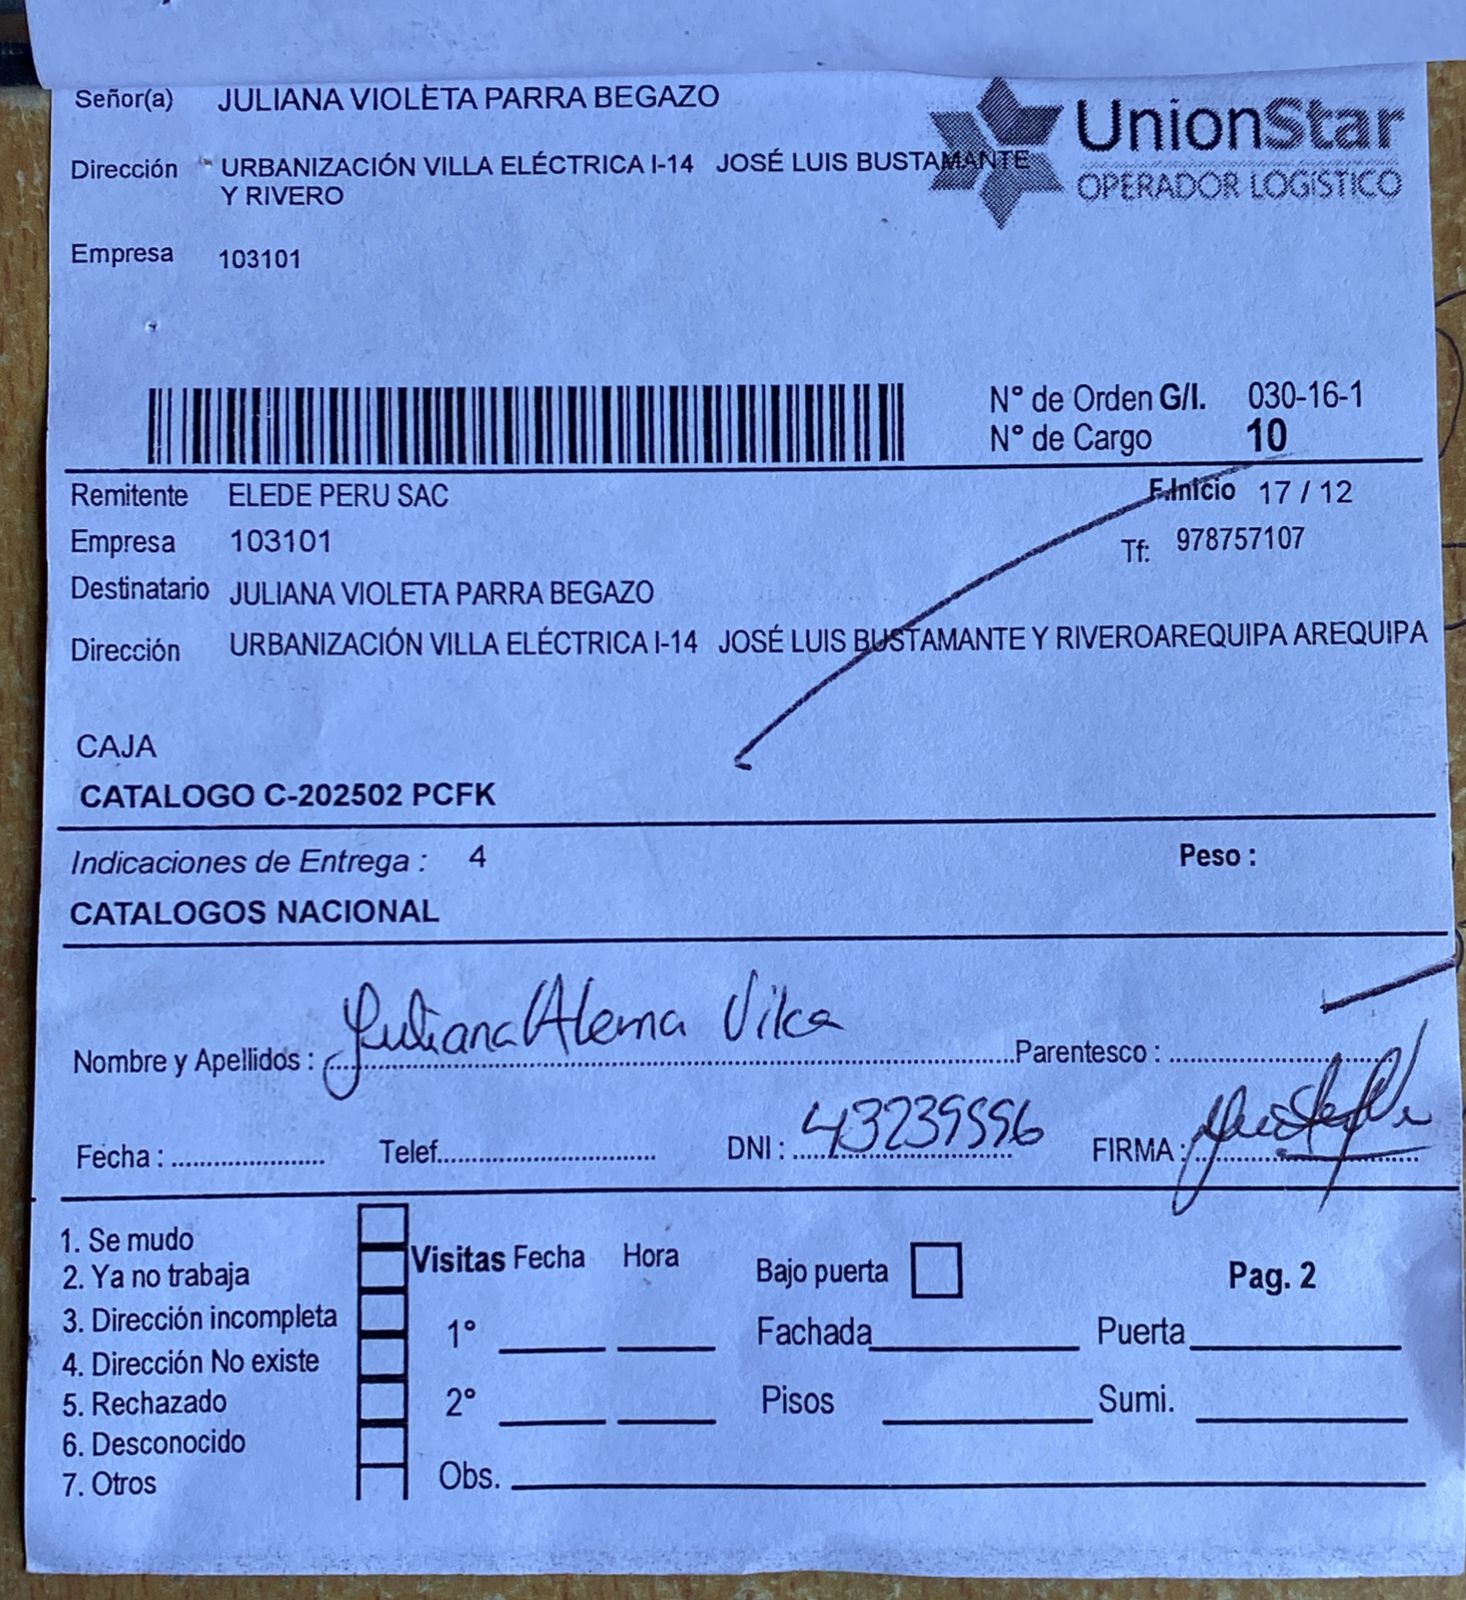 Señor(a) JULIANA VIOLETA PARRA BEGAZO
UnionStar
OPERADOR LOGÍSTICO
Dirección URBANIZACIÓN VILLA ELÉCTRICA I-14 JOSÉ LUIS BUSTAMANTE
Y RIVERO
Empresa 103101
N° de Orden G/I. 030-16-1
N° de Cargo 10
Remitente ELEDE PERU SAC F.Inicio 17 / 12
Empresa 103101 Tf: 978757107
Destinatario JULIANA VIOLETA PARRA BEGAZO
Dirección URBANIZACIÓN VILLA ELÉCTRICA I-14 JOSÉ LUIS BUSTAMANTE Y RIVEROAREQUIPA AREQUIPA
CAJA
CATALOGO C-202502 PCFK
Indicaciones de Entrega : 4 Peso :
CATALOGOS NACIONAL
Nombre y Apellidos : Juliana Vilca Parentesco :
Fecha : Telef. DNI : FIRMA :
1. Se mudo
2. Ya no trabaja
3. Dirección incompleta
4. Dirección No existe
5. Rechazado
6. Desconocido
7. Otros
Visitas Fecha Hora Bajo puerta Pag. 2
1° Fachada Puerta
2° Pisos Sumi.
Obs.